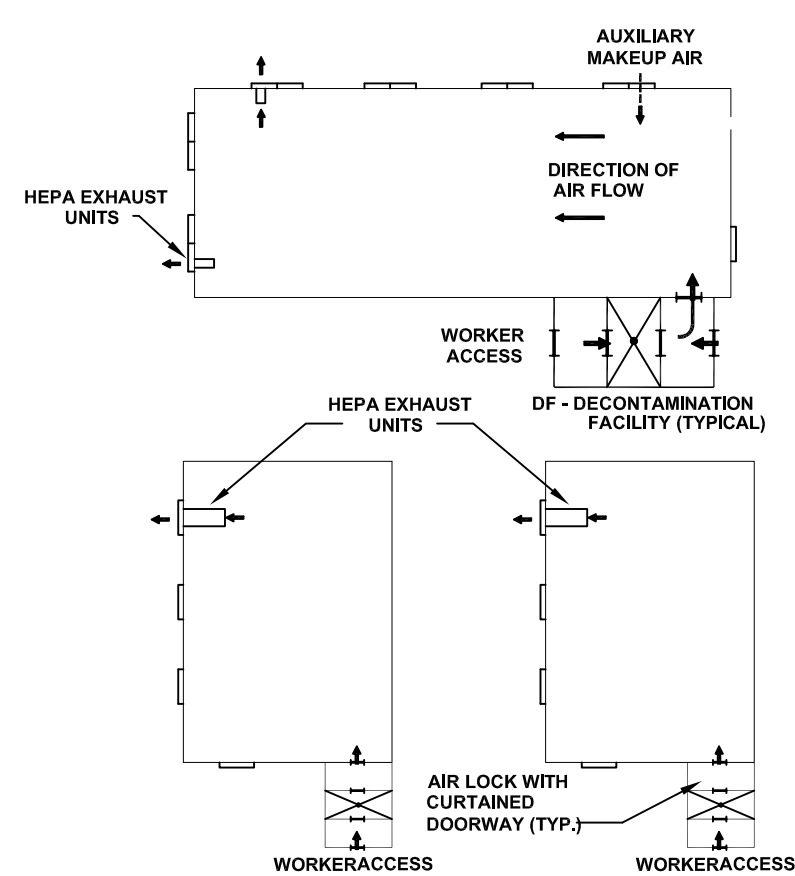 AUXILIARY
MAKEUP AIR
DIRECTION OF
AIR FLOW
HEPA EXHAUST
UNITS
WORKER
ACCESS
DF - DECONTAMINATION
FACILITY (TYPICAL)
HEPA EXHAUST
UNITS
AIR LOCK WITH
CURTAINED
DOORWAY (TYP.)
WORKERACCESS
WORKERACCESS